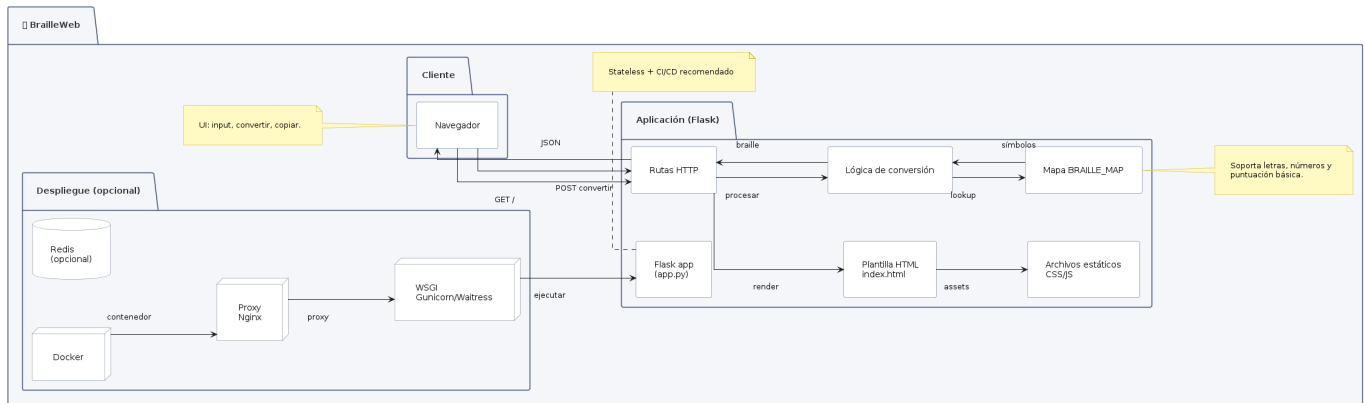 BrailleWeb
Cliente
Stateless + CI/CD recomendado
Navegador
UI: input, convertir, copiar.
Aplicación (Flask)
JSON
braille
símbolos
Rutas HTTP
Lógica de conversión
Mapa BRAILLE_MAP
Soporta letras, números y
puntuación básica.
POST convertir
procesar
lookup
GET /
Despliegue (opcional)
Redis
(opcional)
Flask app
(app.py)
Plantilla HTML
index.html
Archivos estáticos
CSS/JS
WSGI
Gunicorn/Waitress
render
assets
ejecutar
Proxy
Nginx
contenedor
proxy
Docker